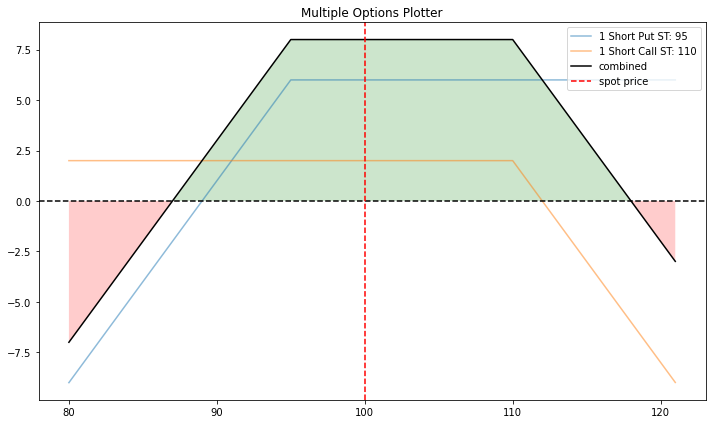 Multiple Options Plotter
1 Short Put ST: 95
1 Short Call ST: 110
combined
spot price
7.5
5.0
2.5
0.0
−2.5
−5.0
−7.5
80 90 100 110 120